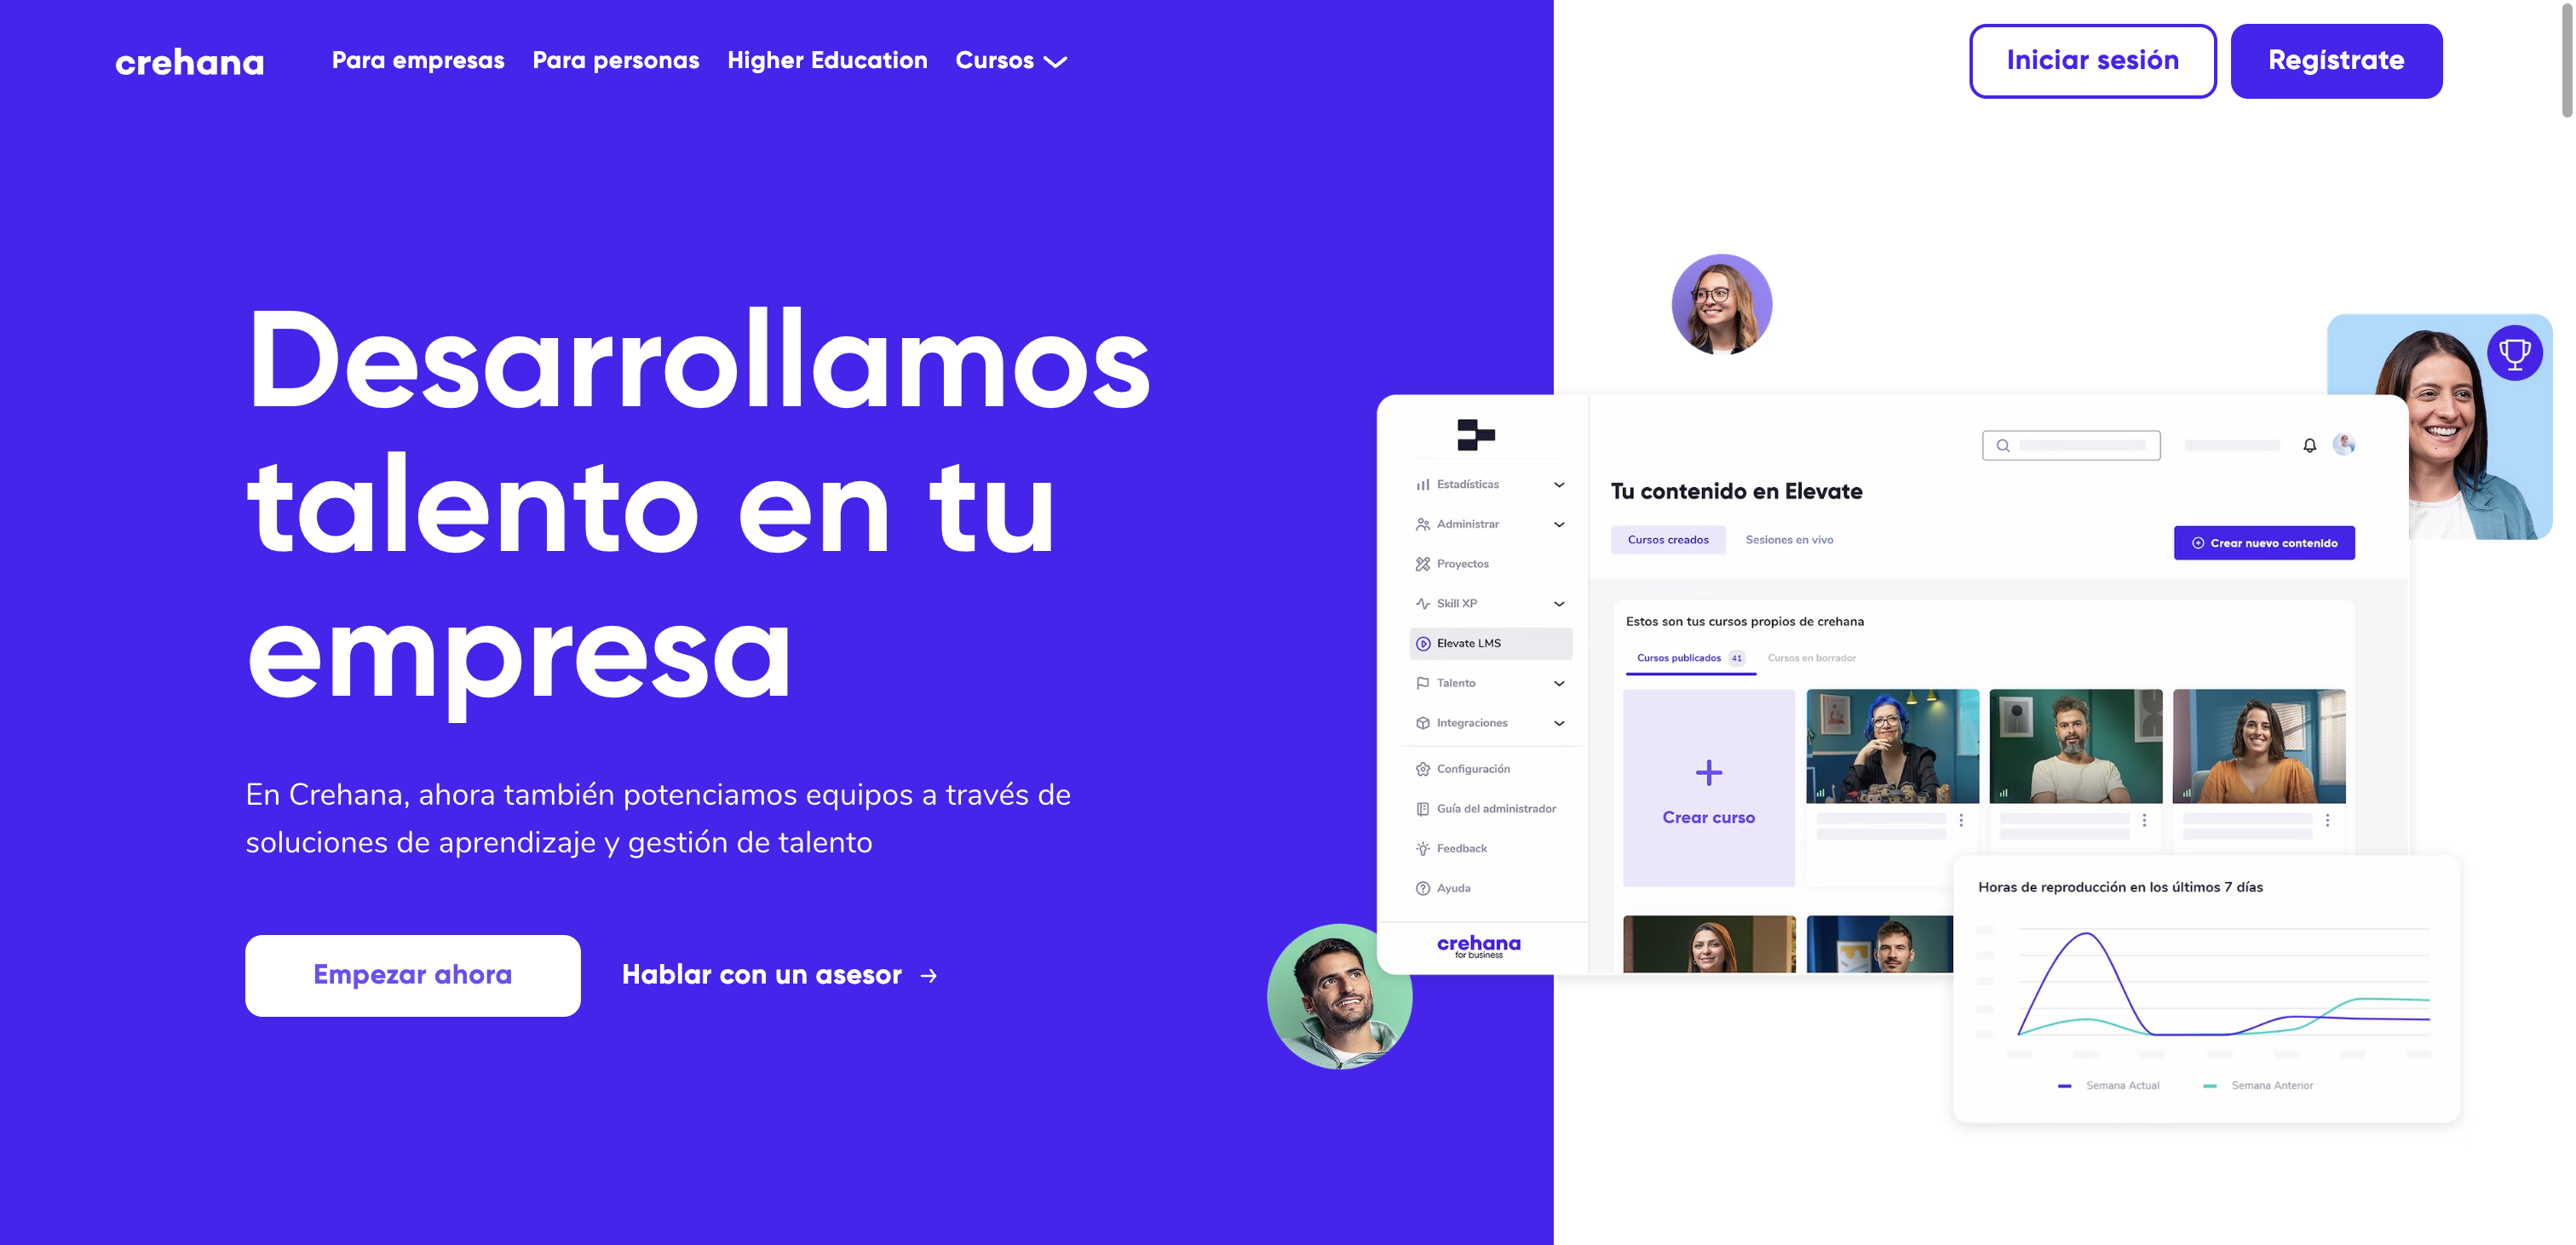 crehana
Para empresas
Para personas
Higher Education
Cursos
Iniciar sesión
Regístrate
Desarrollamos
talento en tu
empresa
En Crehana, ahora también potenciamos equipos a través de
soluciones de aprendizaje y gestión de talento
Empezar ahora
Hablar con un asesor
Estadísticas
Administrar
Proyectos
Skill XP
Elevate LMS
Talento
Integraciones
Configuración
Guía del administrador
Feedback
Ayuda
crehana
for business
Tu contenido en Elevate
Cursos creados
Sesiones en vivo
Crear nuevo contenido
Estos son tus cursos propios de crehana
Cursos publicados 41
Cursos en borrador
Crear curso
Horas de reproducción en los últimos 7 días
Semana Actual
Semana Anterior